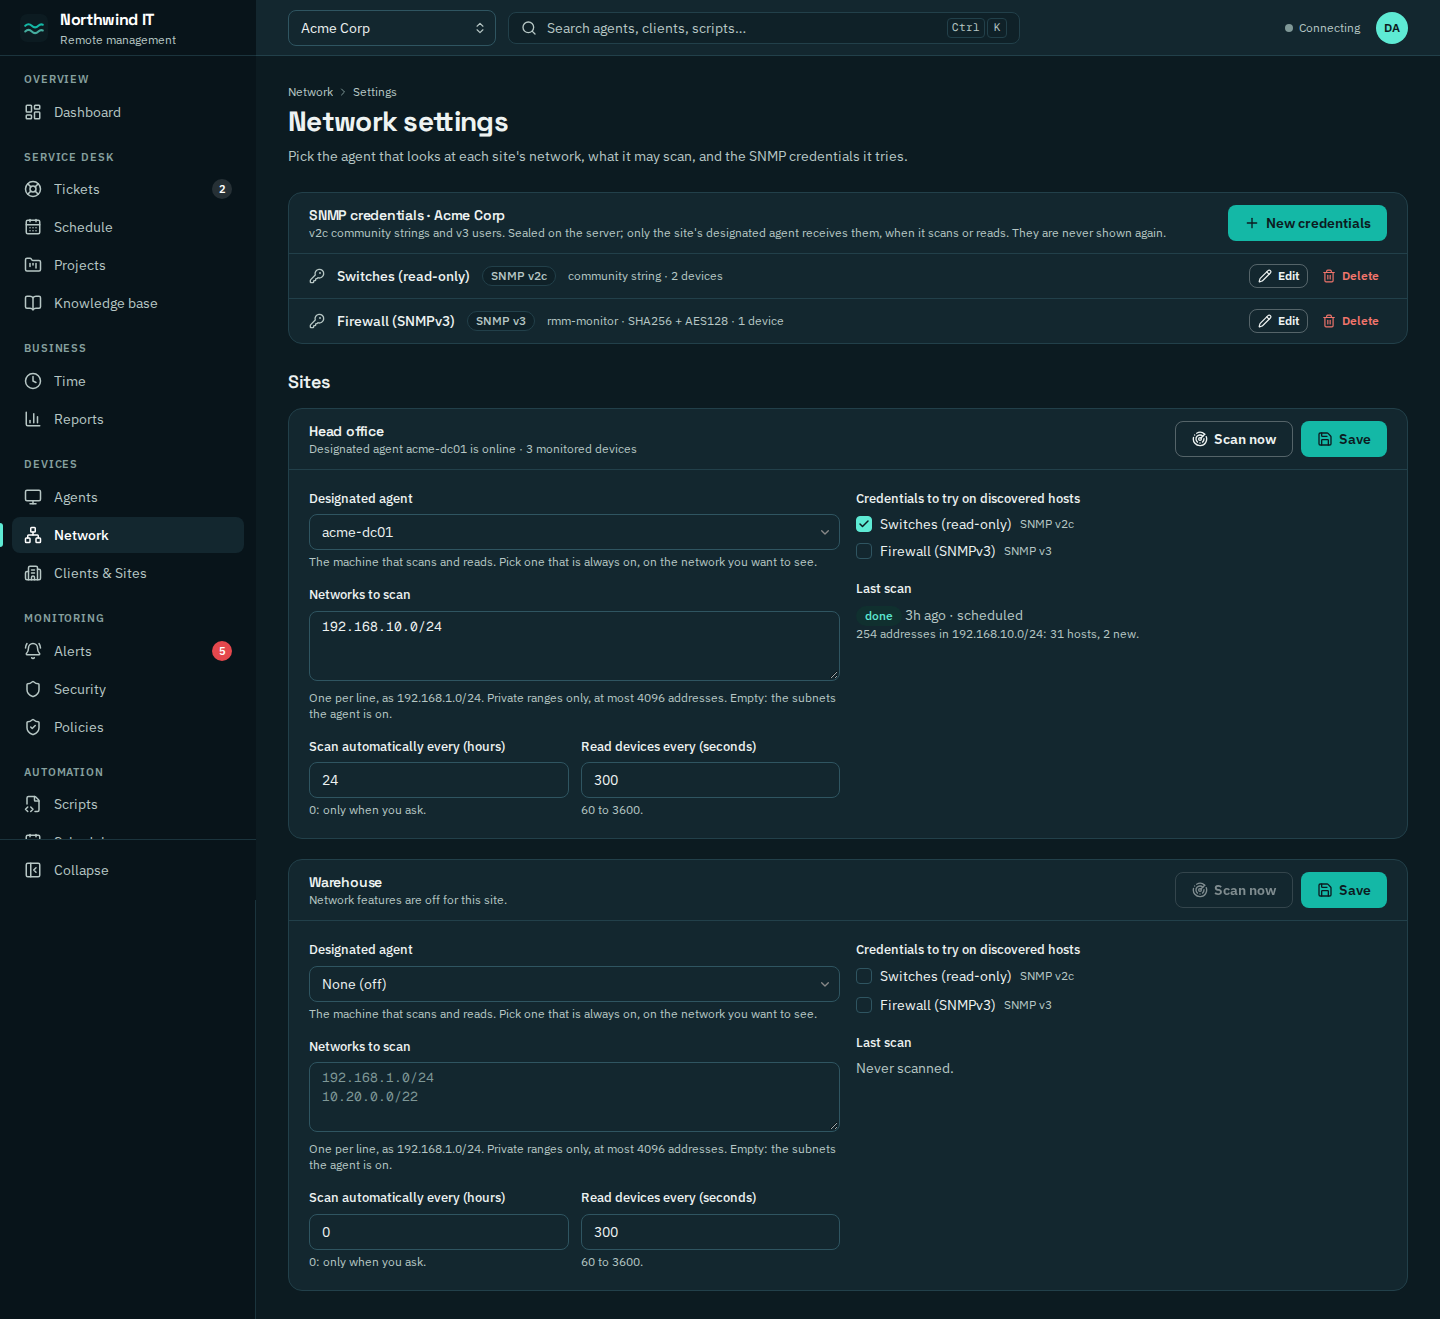 Northwind IT
Remote management
Acme Corp
Search agents, clients, scripts...
Ctrl K
Connecting
DA
OVERVIEW
Dashboard
SERVICE DESK
Tickets 2
Schedule
Projects
Knowledge base
BUSINESS
Time
Reports
DEVICES
Agents
Network
Clients & Sites
MONITORING
Alerts 5
Security
Policies
AUTOMATION
Scripts
Collapse
Network > Settings
Network settings
Pick the agent that looks at each site's network, what it may scan, and the SNMP credentials it tries.
SNMP credentials · Acme Corp
v2c community strings and v3 users. Sealed on the server; only the site's designated agent receives them, when it scans or reads. They are never shown again.
New credentials
Switches (read-only) SNMP v2c community string · 2 devices Edit Delete
Firewall (SNMPv3) SNMP v3 rmm-monitor · SHA256 + AES128 · 1 device Edit Delete
Sites
Head office
Designated agent acme-dc01 is online · 3 monitored devices
Scan now Save
Designated agent
acme-dc01
The machine that scans and reads. Pick one that is always on, on the network you want to see.
Networks to scan
192.168.10.0/24
One per line, as 192.168.1.0/24. Private ranges only, at most 4096 addresses. Empty: the subnets
the agent is on.
Scan automatically every (hours)
24
0: only when you ask.
Read devices every (seconds)
300
60 to 3600.
Credentials to try on discovered hosts
Switches (read-only) SNMP v2c
Firewall (SNMPv3) SNMP v3
Last scan
done 3h ago · scheduled
254 addresses in 192.168.10.0/24: 31 hosts, 2 new.
Warehouse
Network features are off for this site.
Scan now Save
Designated agent
None (off)
The machine that scans and reads. Pick one that is always on, on the network you want to see.
Networks to scan
192.168.1.0/24
10.20.0.0/22
One per line, as 192.168.1.0/24. Private ranges only, at most 4096 addresses. Empty: the subnets
the agent is on.
Scan automatically every (hours)
0
0: only when you ask.
Read devices every (seconds)
300
60 to 3600.
Credentials to try on discovered hosts
Switches (read-only) SNMP v2c
Firewall (SNMPv3) SNMP v3
Last scan
Never scanned.